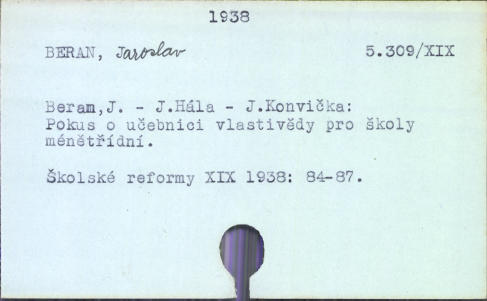 1938
BERAN, Jaroslav 5.309/XIX
Beran,J. - J.Hála - J.Konvička:
Pokus o učebnici vlastivědy pro školy
ménětřídní.
Školské reformy XIX 1938: 84-87.